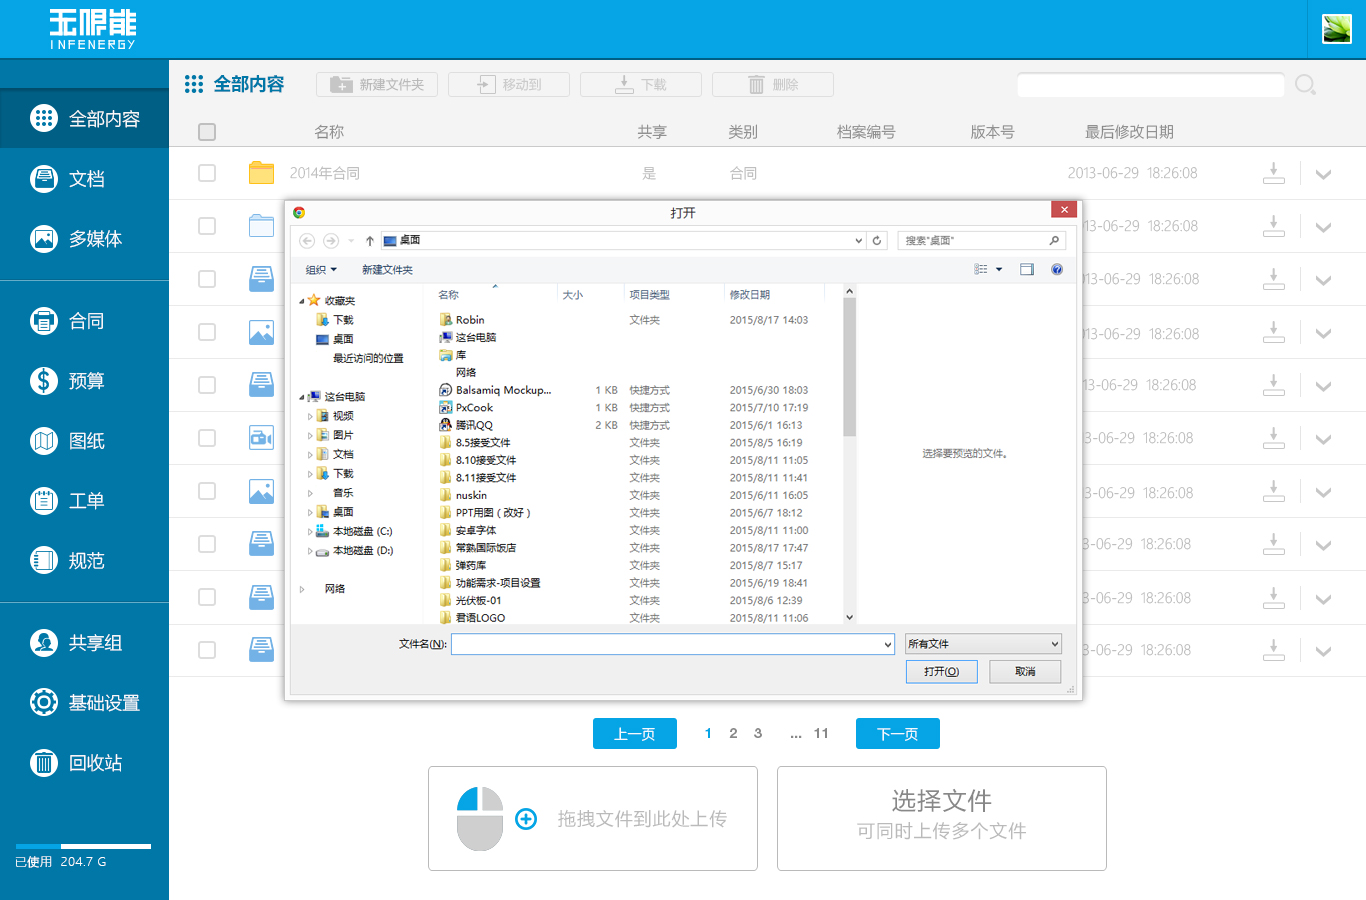 无限能
INFENERGY
全部内容
文档
多媒体
合同
预算
图纸
工单
规范
共享组
基础设置
回收站
已使用 204.7 G
全部内容 新建文件夹 移动到 下载 删除
名称 共享 类别 档案编号 版本号 最后修改日期
2014年合同 是 合同 2013-06-29 18:26:08
13-06-29 18:26:08
013-06-29 18:26:08
013-06-29 18:26:08
13-06-29 18:26:08
3-06-29 18:26:08
3-06-29 18:26:08
3-06-29 18:26:08
3-06-29 18:26:08
3-06-29 18:26:08
打开
桌面 搜索"桌面"
组织 新建文件夹
收藏夹
下载
桌面
最近访问的位置
这台电脑
视频
图片
文档
下载
音乐
桌面
本地磁盘 (C:)
本地磁盘 (D:)
网络
名称 大小 项目类型 修改日期
Robin 文件夹 2015/8/17 14:03
这台电脑
库
网络
Balsamiq Mockup... 1 KB 快捷方式 2015/6/30 18:03
PxCook 1 KB 快捷方式 2015/7/10 17:19
腾讯QQ 2 KB 快捷方式 2015/6/1 16:13
8.5接受文件 文件夹 2015/8/5 16:19
8.10接受文件 文件夹 2015/8/11 11:05
8.11接受文件 文件夹 2015/8/11 11:41
nuskin 文件夹 2015/6/11 16:05
PPT用图（改好） 文件夹 2015/6/7 18:12
安卓字体 文件夹 2015/8/11 11:00
常熟国际饭店 文件夹 2015/8/17 17:47
弹药库 文件夹 2015/8/7 15:17
功能需求-项目设置 文件夹 2015/6/19 18:41
光伏板-01 文件夹 2015/8/6 12:39
君语LOGO 文件夹 2015/8/11 11:06
选择要预览的文件。
文件名(N): 所有文件
打开(O) 取消
上一页 1 2 3 ... 11 下一页
拖拽文件到此处上传
选择文件
可同时上传多个文件